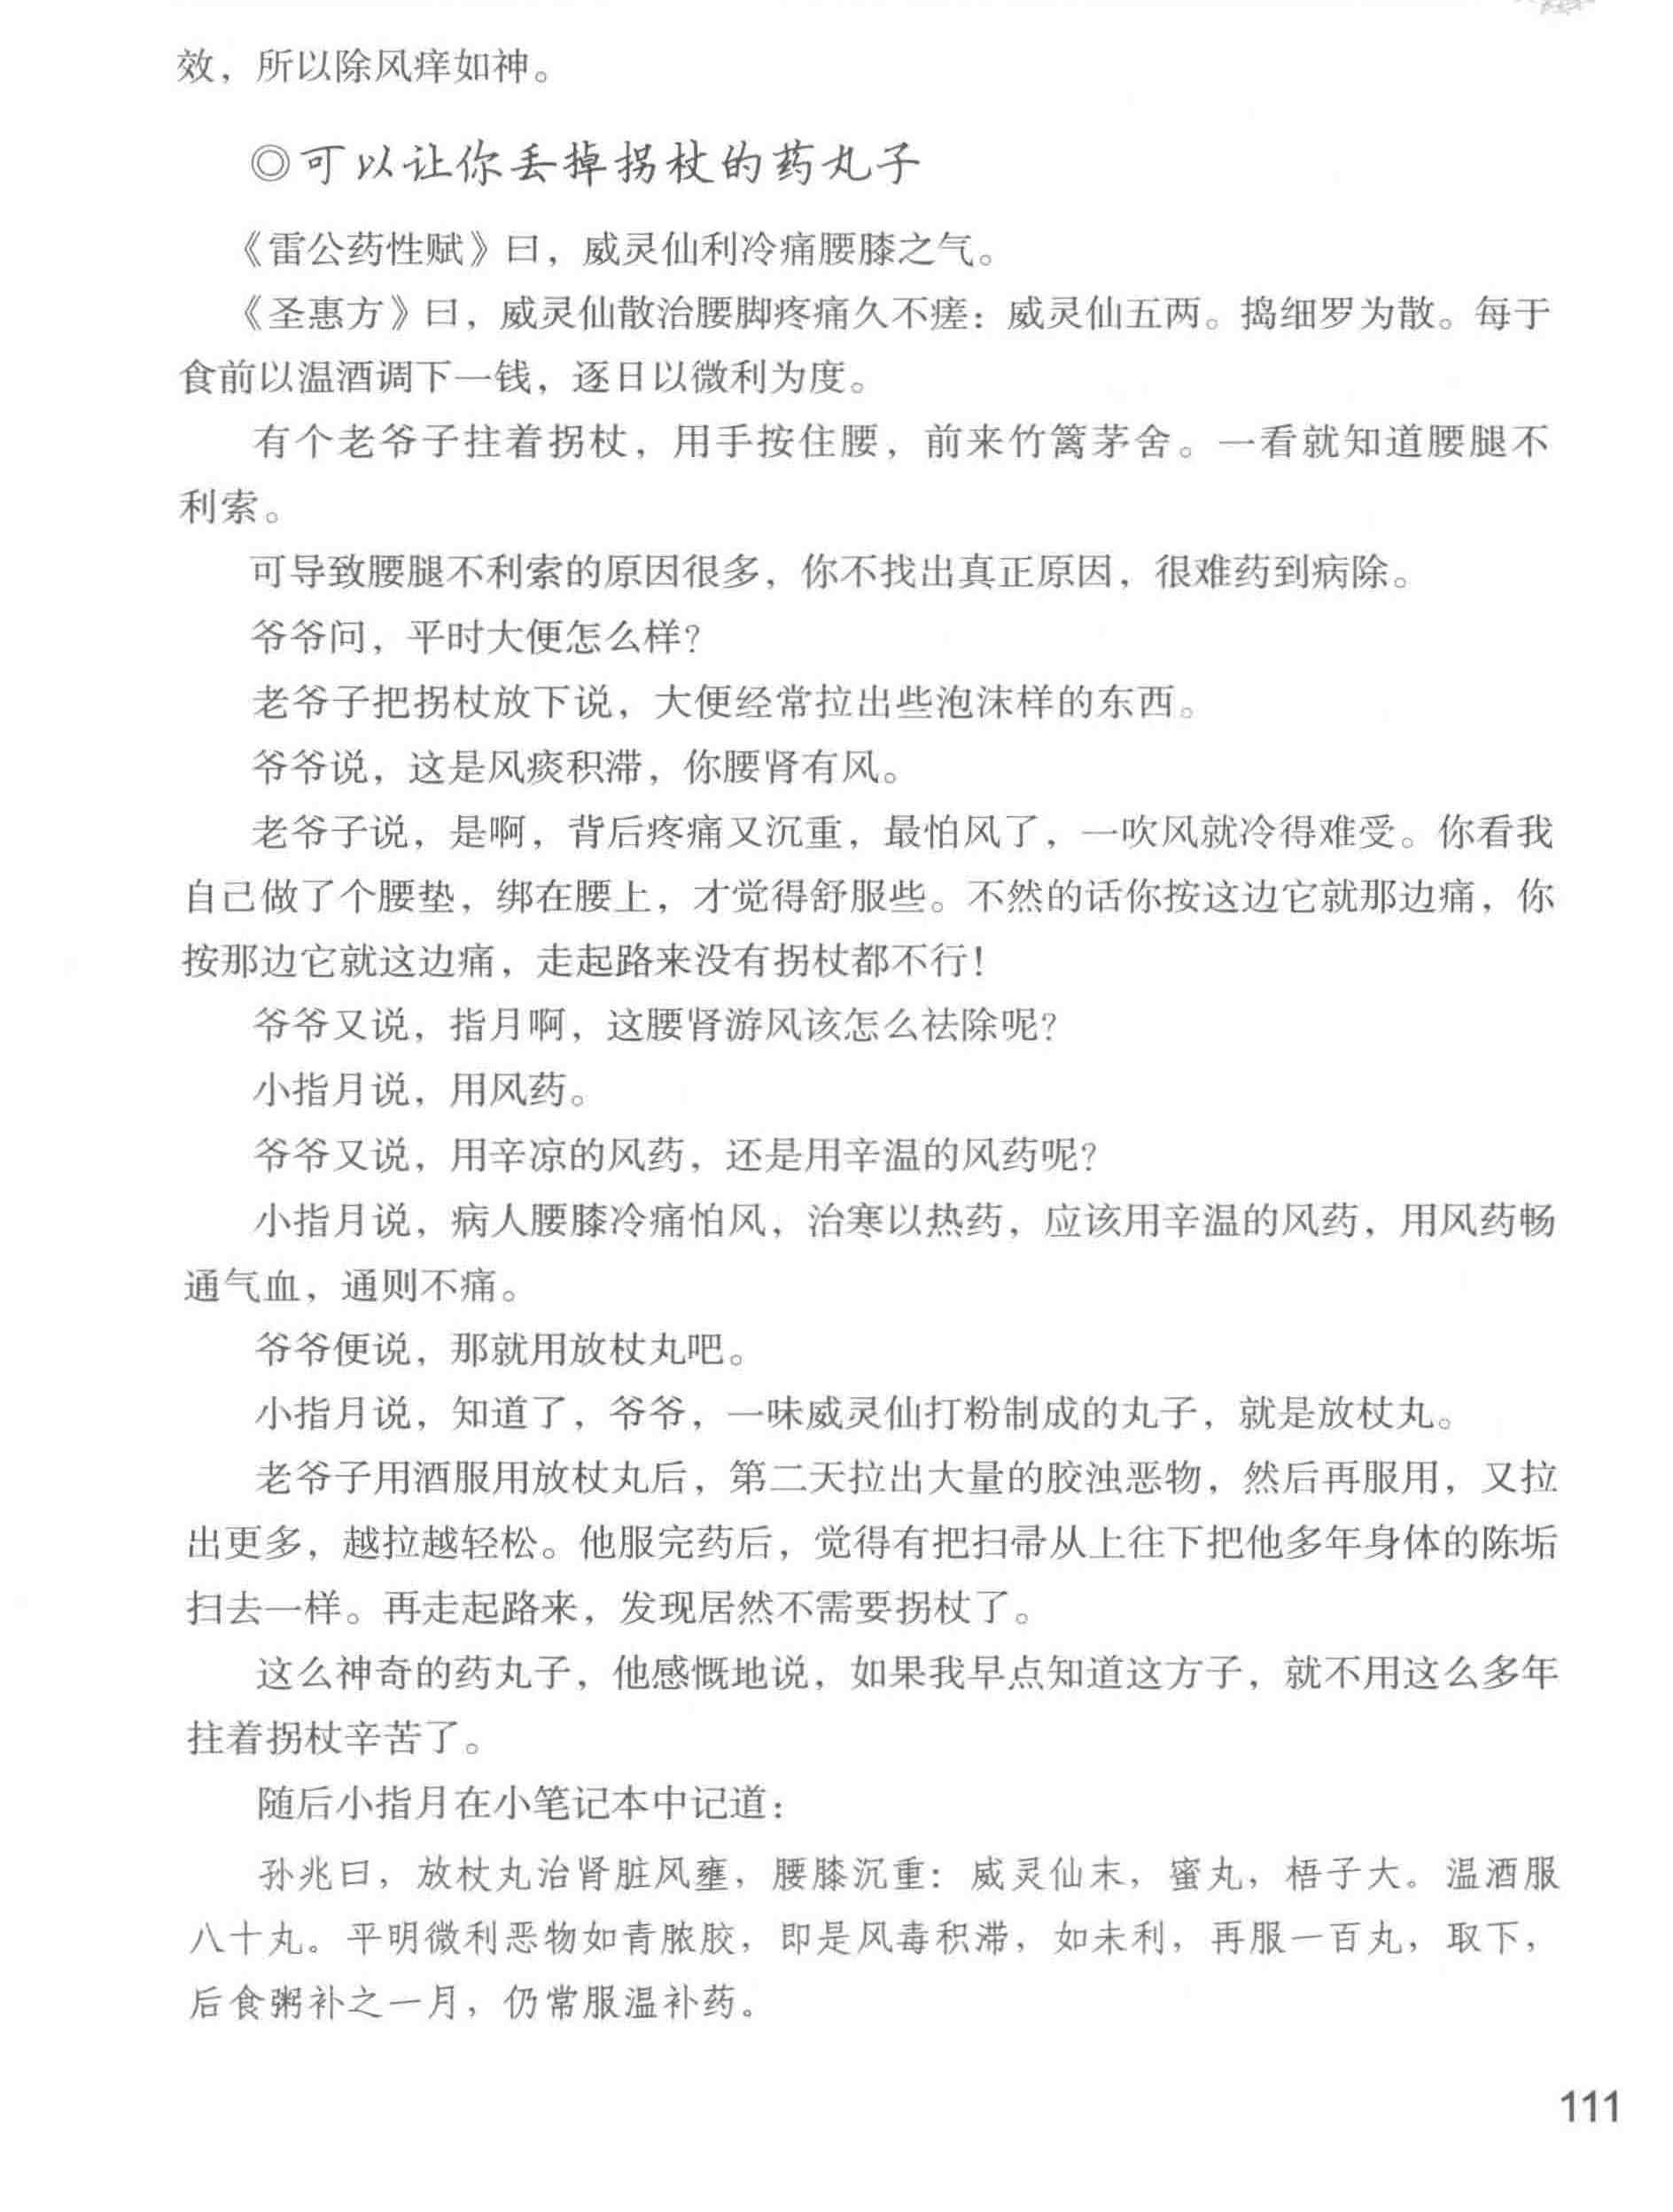 效，所以除风痒如神。
◎可以让你丢掉拐杖的药丸子
《雷公药性赋》曰，威灵仙利冷痛腰膝之气。
《圣惠方》曰，威灵仙散治腰脚疼痛久不瘥：威灵仙五两。捣细罗为散。每于
食前以温酒调下一钱，逐日以微利为度。
有个老爷子拄着拐杖，用手按住腰，前来竹篱茅舍。一看就知道腰腿不
利索。
可导致腰腿不利索的原因很多，你不找出真正原因，很难药到病除。
爷爷问，平时大便怎么样？
老爷子把拐杖放下说，大便经常拉出些泡沫样的东西。
爷爷说，这是风痰积滞，你腰肾有风。
老爷子说，是啊，背后疼痛又沉重，最怕风了，一吹风就冷得难受。你看我
自己做了个腰垫，绑在腰上，才觉得舒服些。不然的话你按这边它就那边痛，你
按那边它就这边痛，走起路来没有拐杖都不行！
爷爷又说，指月啊，这腰肾游风该怎么祛除呢？
小指月说，用风药。
爷爷又说，用辛凉的风药，还是用辛温的风药呢？
小指月说，病人腰膝冷痛怕风，治寒以热药，应该用辛温的风药，用风药畅
通气血，通则不痛。
爷爷便说，那就用放杖丸吧。
小指月说，知道了，爷爷，一味威灵仙打粉制成的丸子，就是放杖丸。
老爷子用酒服用放杖丸后，第二天拉出大量的胶浊恶物，然后再服用，又拉
出更多，越拉越轻松。他服完药后，觉得有把扫帚从上往下把他多年身体的陈垢
扫去一样。再走起路来，发现居然不需要拐杖了。
这么神奇的药丸子，他感慨地说，如果我早点知道这方子，就不用这么多年
拄着拐杖辛苦了。
随后小指月在小笔记本中记道：
孙兆曰，放杖丸治肾脏风壅，腰膝沉重：威灵仙末，蜜丸，梧子大。温酒服
八十丸。平明微利恶物如青脓胶，即是风毒积滞，如未利，再服一百丸，取下，
后食粥补之一月，仍常服温补药。
111